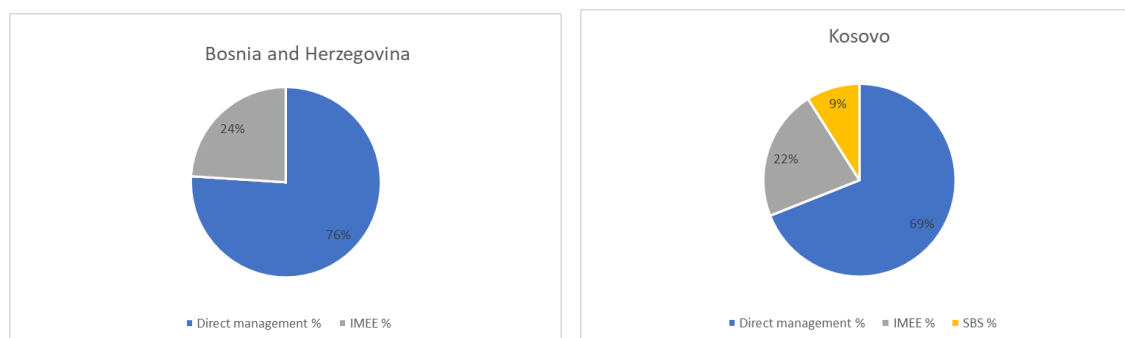 Bosnia and Herzegovina
24%
76%
Direct management % IMEE %
Kosovo
9%
22%
69%
Direct management % IMEE % SBS %